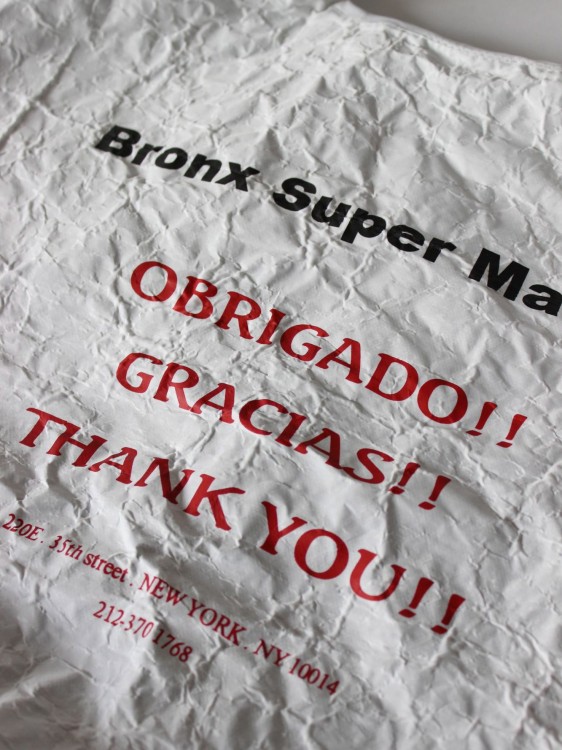 Bronx Super Ma
OBRIGADO!!
GRACIAS!!
THANK YOU!!
220E . 35th street . NEW YORK . NY 10014
212-370 1768